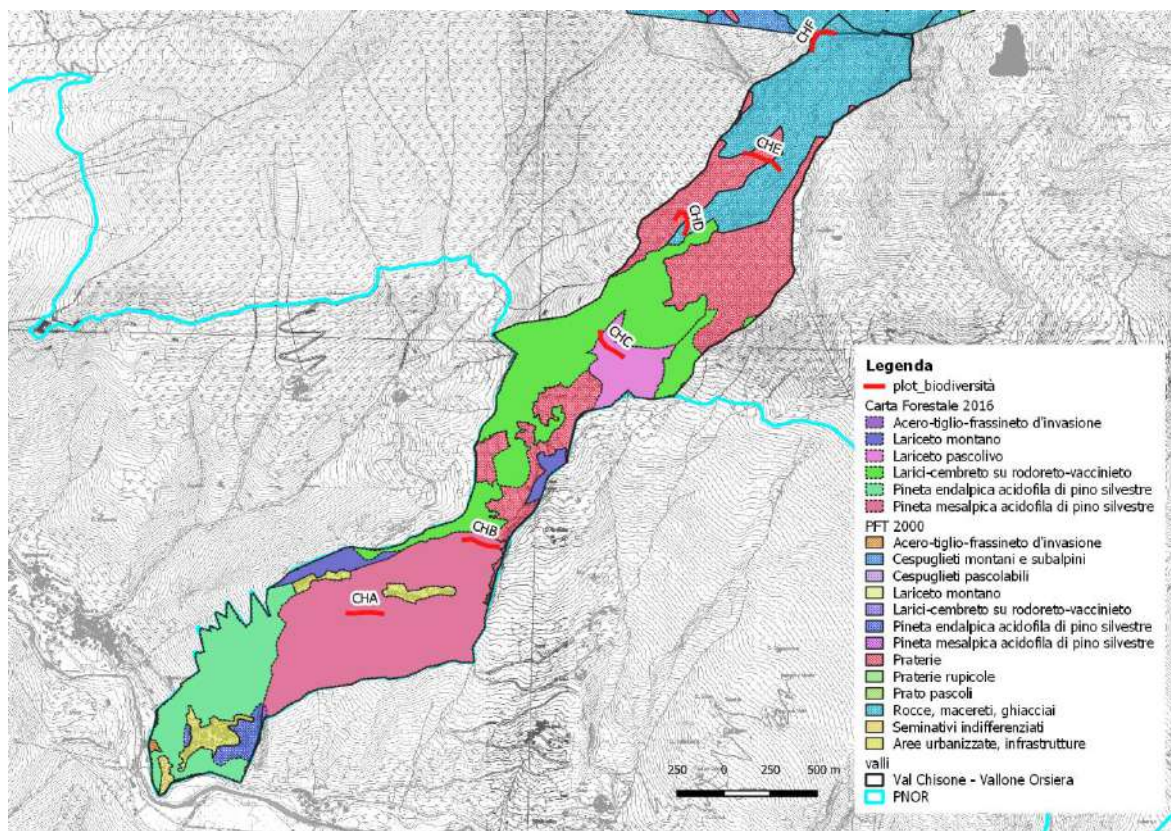 CHF
CHE
CHD
CHC
CHB
CHA
Legenda
plot_biodiversità
Carta Forestale 2016
Acero-tiglio-frassineto d'invasione
Lariceto montano
Lariceto pascolivo
Larici-cembreto su rodoreto-vaccinieto
Pineta endalpica acidofila di pino silvestre
Pineta mesalpica acidofila di pino silvestre
PFT 2000
Acero-tiglio-frassineto d'invasione
Cespuglieti montani e subalpini
Cespuglieti pascolabili
Lariceto montano
Larici-cembreto su rodoreto-vaccinieto
Pineta endalpica acidofila di pino silvestre
Pineta mesalpica acidofila di pino silvestre
Praterie
Praterie rupicole
Prato pascoli
Rocce, macereti, ghiacciai
Seminativi indifferenziati
Aree urbanizzate, infrastrutture
valli
Val Chisone - Vallone Orsiera
PNOR
250 0 250 500 m